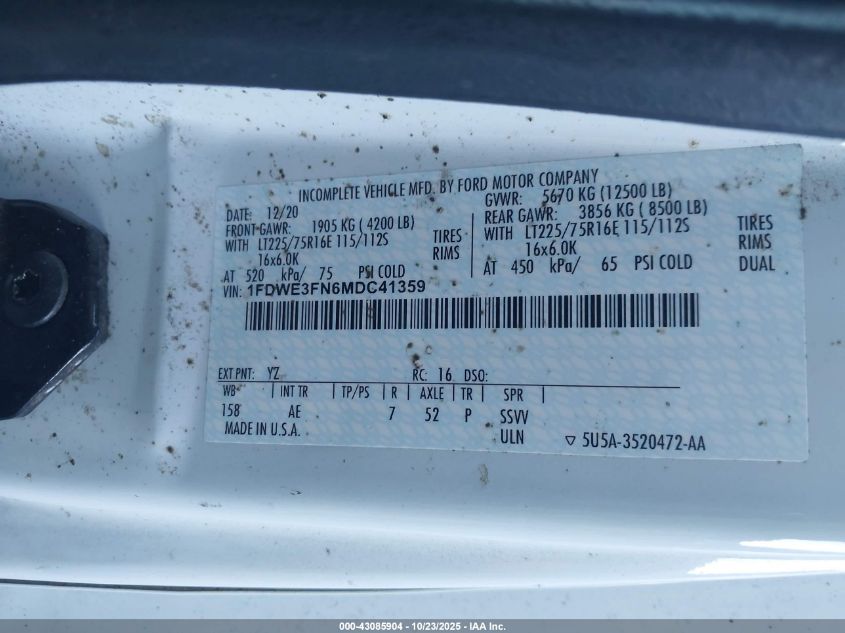 INCOMPLETE VEHICLE MFD. BY FORD MOTOR COMPANY
DATE: 12/20 GVWR: 5670 KG (12500 LB)
FRONT GAWR: 1905 KG ( 4200 LB) REAR GAWR: 3856 KG ( 8500 LB)
WITH LT225/75R16E 115/112S TIRES WITH LT225/75R16E 115/112S TIRES
16x6.0K RIMS 16x6.0K RIMS
AT 520 kPa/ 75 PSI COLD AT 450 kPa/ 65 PSI COLD DUAL
VIN: 1FDWE3FN6MDC41359
EXT PNT: YZ RC: 16 DSO:
WB INT TR TP/PS R AXLE TR SPR
158 AE 7 52 P SSVV
MADE IN U.S.A. ULN ▽ 5U5A-3520472-AA
000-43085904 - 10/23/2025 - IAA Inc.